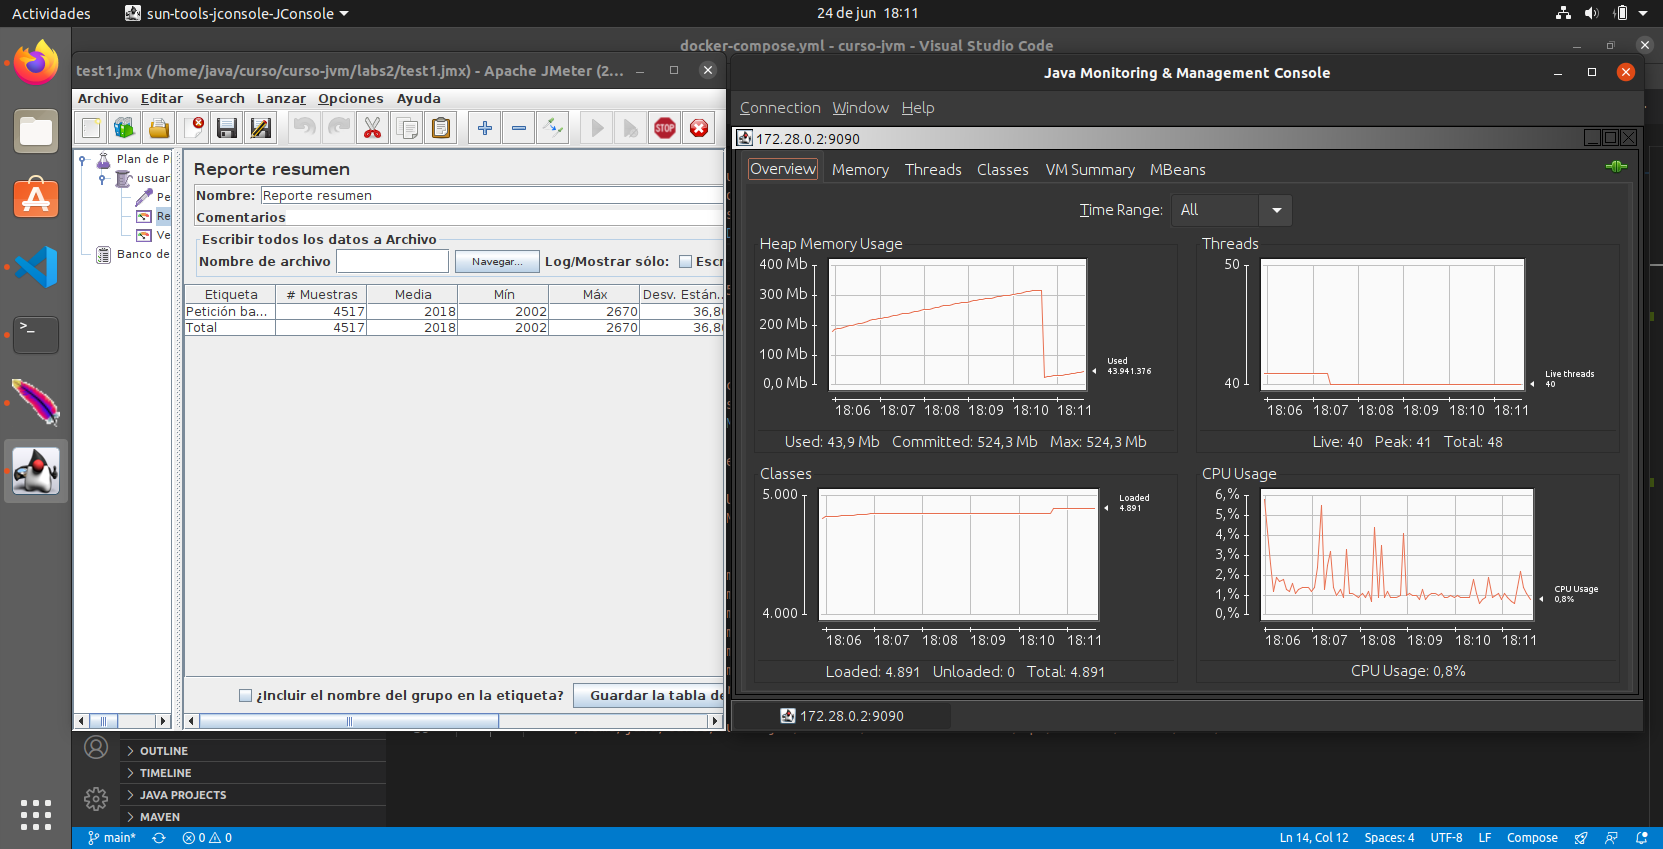 Actividades
sun-tools-jconsole-JConsole
24 de jun 18:11
docker-compose.yml - curso-jvm - Visual Studio Code
test1.jmx (/home/java/curso/curso-jvm/labs2/test1.jmx) - Apache JMeter (2...
Archivo Editar Search Lanzar Opciones Ayuda
STOP
Plan de P
usuar
Pe
Re
Ve
Banco de
Reporte resumen
Nombre: Reporte resumen
Comentarios
Escribir todos los datos a Archivo
Nombre de archivo Navegar... Log/Mostrar sólo: Escr
Etiqueta # Muestras Media Mín Máx Desv. Están...
Petición ba... 4517 2018 2002 2670 36,8
Total 4517 2018 2002 2670 36,8
¿Incluir el nombre del grupo en la etiqueta? Guardar la tabla de
Java Monitoring & Management Console
Connection Window Help
172.28.0.2:9090
Overview Memory Threads Classes VM Summary MBeans
Time Range: All
Heap Memory Usage
400 Mb
300 Mb
200 Mb
100 Mb
0,0 Mb
Used
43.941.376
18:06 18:07 18:08 18:09 18:10 18:11
Used: 43,9 Mb Committed: 524,3 Mb Max: 524,3 Mb
Threads
50
40
Live threads
40
18:06 18:07 18:08 18:09 18:10 18:11
Live: 40 Peak: 41 Total: 48
Classes
5.000
4.000
Loaded
4.891
18:06 18:07 18:08 18:09 18:10 18:11
Loaded: 4.891 Unloaded: 0 Total: 4.891
CPU Usage
6,%
5,%
4,%
3,%
2,%
1,%
0,%
CPU Usage
0,8%
18:06 18:07 18:08 18:09 18:10 18:11
CPU Usage: 0,8%
172.28.0.2:9090
OUTLINE
TIMELINE
JAVA PROJECTS
MAVEN
main* 0 0
Ln 14, Col 12 Spaces: 4 UTF-8 LF Compose